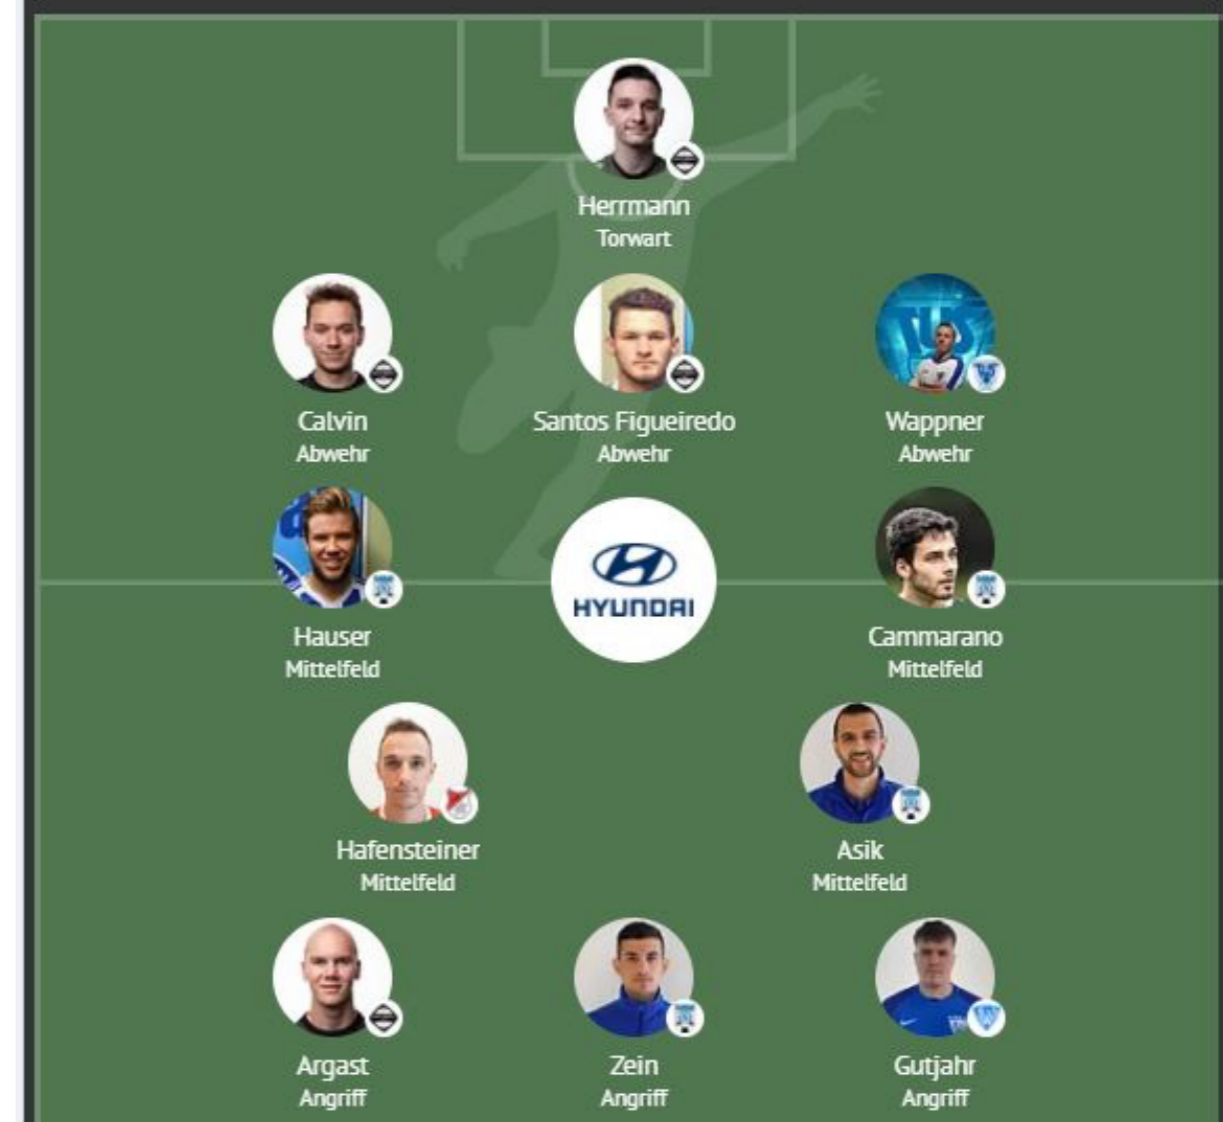 Herrmann
Torwart
Calvin
Abwehr
Santos Figueiredo
Abwehr
Wappner
Abwehr
Hauser
Mittelfeld
HYUNDAI
Cammarano
Mittelfeld
Hafensteiner
Mittelfeld
Asik
Mittelfeld
Argast
Angriff
Zein
Angriff
Gutjahr
Angriff